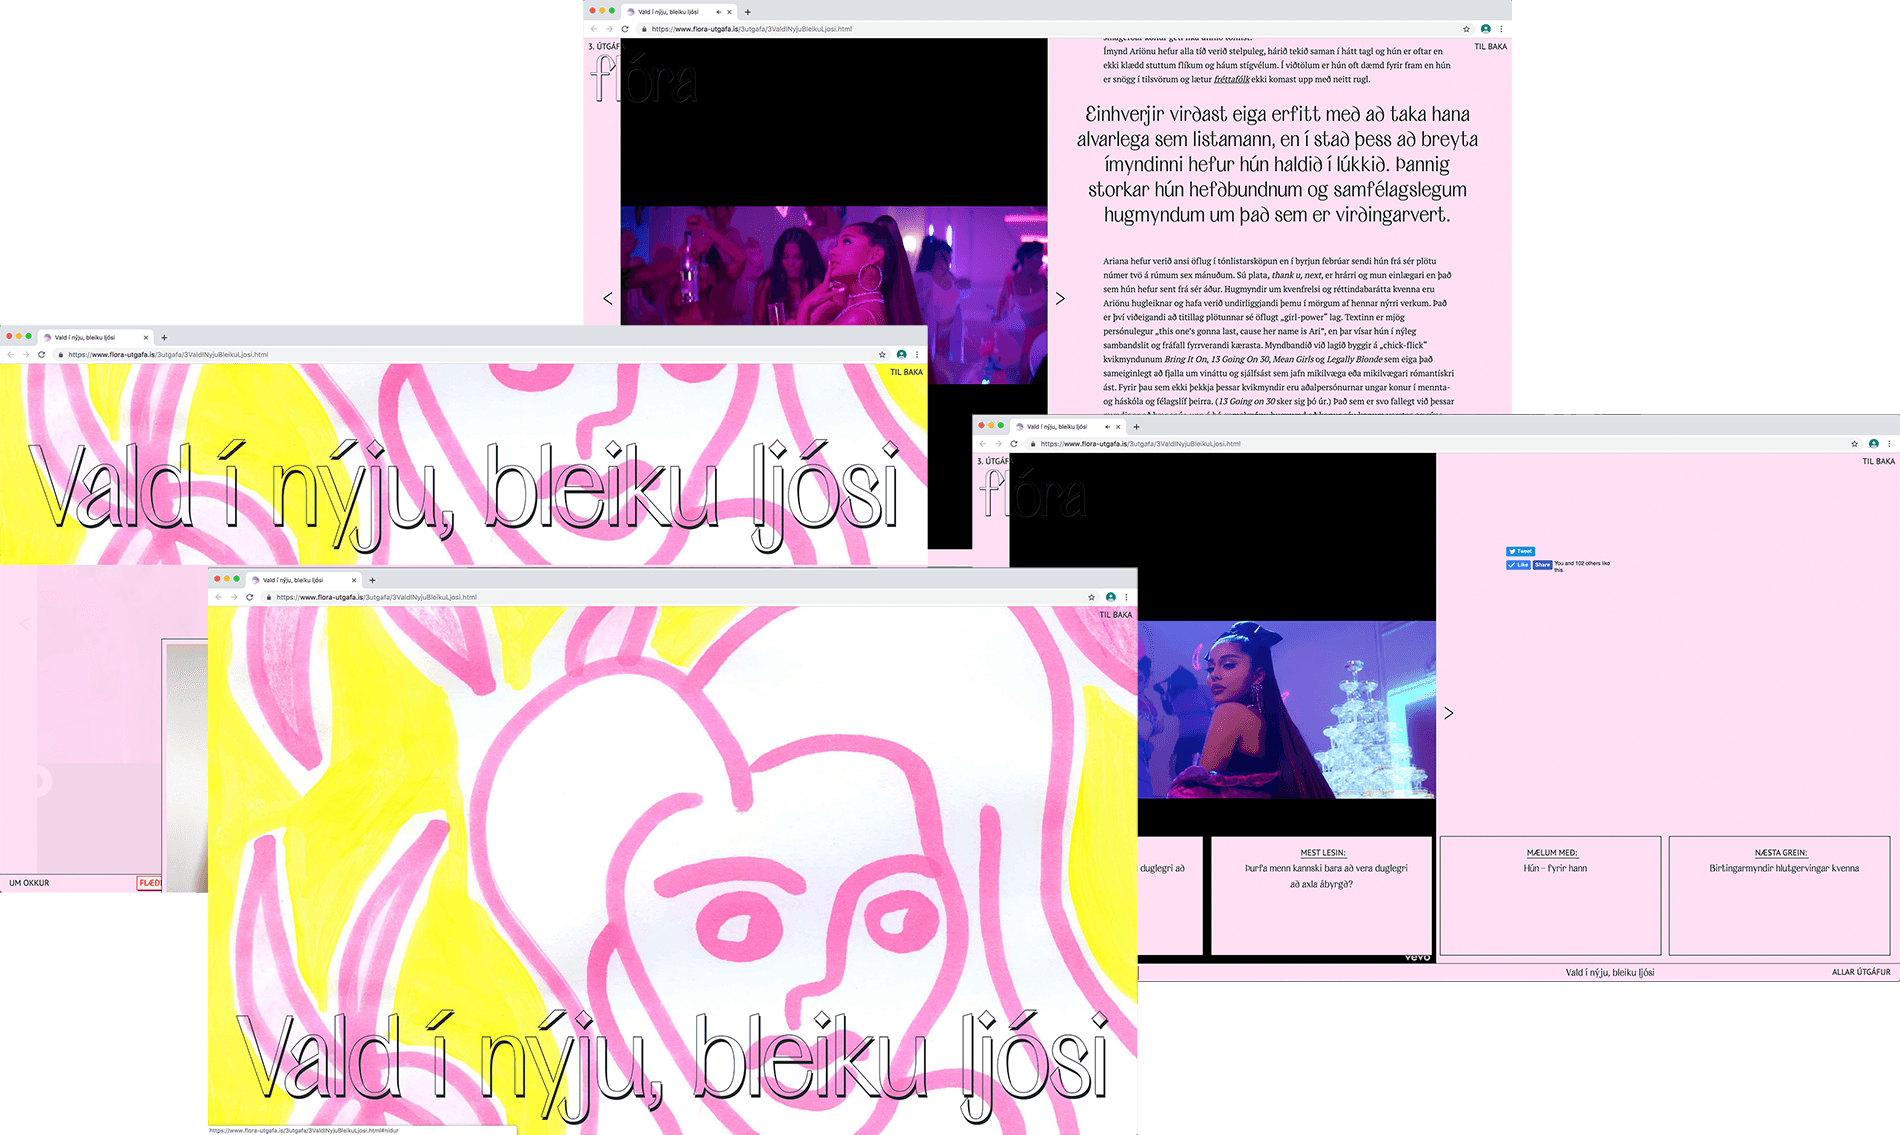 Vald í nýju, bleiku ljósi
https://www.flora-utgafa.is/3utgafa/3ValdINyjuBleikuLjosi.html
3. ÚTGÁFA
TIL BAKA
flóra
Ímynd Ariönu hefur alla tíð verið stelpuleg, hárið tekið saman í hátt tagl og hún er oftar en
ekki klædd stuttum flíkum og háum stígvélum. Í viðtölum er hún oft dæmd fyrir fram en hún
er snögg í tilsvörum og lætur fréttafólk ekki komast upp með neitt rugl.
Einhverjir virðast eiga erfitt með að taka hana
alvarlega sem listamann, en í stað þess að breyta
ímyndinni hefur hún haldið í lúkkið. Þannig
storkar hún hefðbundnum og samfélagslegum
hugmyndum um það sem er virðingarvert.
Ariana hefur verið ansi öflug í tónlistarsköpun en í byrjun febrúar sendi hún frá sér plötu
númer tvö á rúmum sex mánuðum. Sú plata, thank u, next, er hrárri og mun einlægari en það
sem hún hefur sent frá sér áður. Hugmyndir um kvenfrelsi og réttindabarátta kvenna eru
Ariönu hugleiknar og hafa verið undirliggjandi þemu í mörgum af hennar nýrri verkum. Það
er því viðeigandi að titillag plötunnar sé öflugt „girl-power“ lag. Textinn er mjög
persónulegur „this one's gonna last, cause her name is Ari“, en þar vísar hún í nýleg
sambandslit og fráfall fyrrverandi kærasta. Myndbandið við lagið byggir á „chick-flick“
kvikmyndunum Bring It On, 13 Going On 30, Mean Girls og Legally Blonde sem eiga það
sameiginlegt að fjalla um vináttu og sjálfsást sem jafn mikilvæga eða mikilvægari rómantískri
ást. Fyrir þau sem ekki þekkja þessar kvikmyndir eru aðalpersónurnar ungar konur í mennta-
og háskóla og félagslíf þeirra. (13 Going on 30 sker sig þó úr.) Það sem er svo fallegt við þessar
Vald í nýju, bleiku ljósi
https://www.flora-utgafa.is/3utgafa/3ValdINyjuBleikuLjosi.html
TIL BAKA
Vald í nýju, bleiku ljósi
UM OKKUR
FLÆÐI
Vald í nýju, bleiku ljósi
https://www.flora-utgafa.is/3utgafa/3ValdINyjuBleikuLjosi.html
3. ÚTGÁFA
TIL BAKA
flóra
Tweet
Like Share You and 102 others like
this.
duglegri að
MEST LESIN:
Þurfa menn kannski bara að vera duglegri
að axla ábyrgð?
MÆLUM MEÐ:
Hún – fyrir hann
NÆSTA GREIN:
Birtingarmyndir hlutgervingar kvenna
vevo
Vald í nýju, bleiku ljósi
ALLAR ÚTGÁFUR
Vald í nýju, bleiku ljósi
https://www.flora-utgafa.is/3utgafa/3ValdINyjuBleikuLjosi.html
TIL BAKA
Vald í nýju, bleiku ljósi
https://www.flora-utgafa.is/3utgafa/3ValdINyjuBleikuLjosi.html#nidur